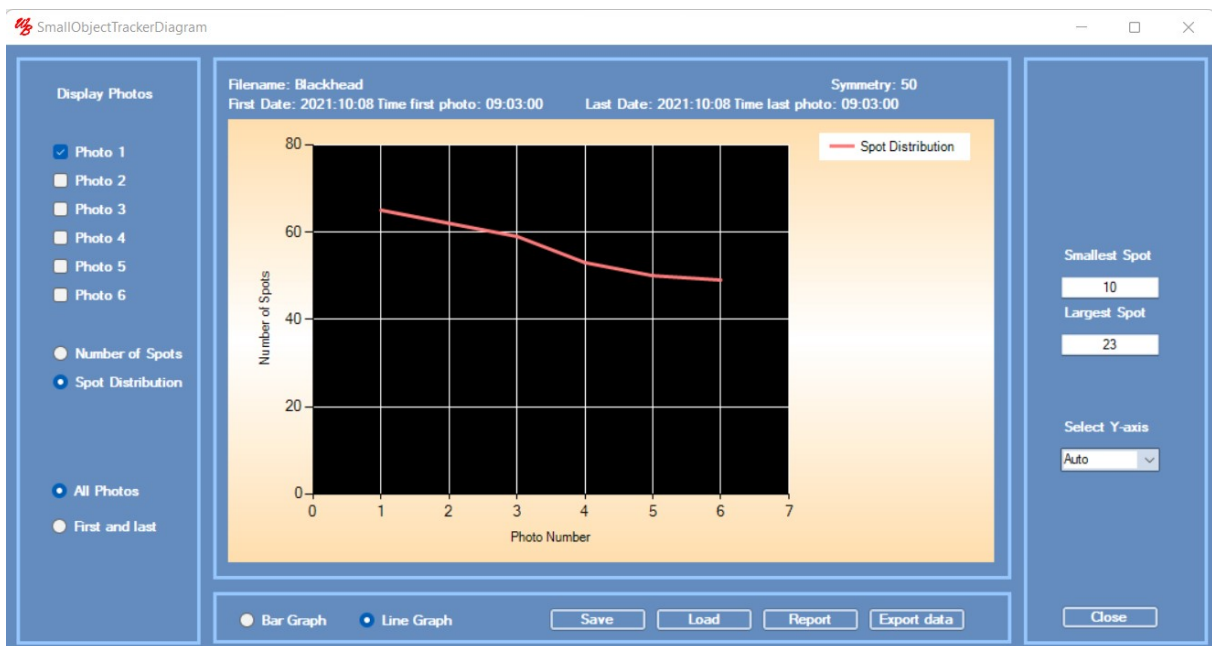 SmallObjectTrackerDiagram
Display Photos
Photo 1
Photo 2
Photo 3
Photo 4
Photo 5
Photo 6
Number of Spots
Spot Distribution
All Photos
First and last
Filename: Blackhead
Symmetry: 50
First Date: 2021:10:08 Time first photo: 09:03:00 Last Date: 2021:10:08 Time last photo: 09:03:00
Spot Distribution
80
60
40
20
0
Number of Spots
0 1 2 3 4 5 6 7
Photo Number
Bar Graph
Line Graph
Save
Load
Report
Export data
Smallest Spot
10
Largest Spot
23
Select Y-axis
Auto
Close